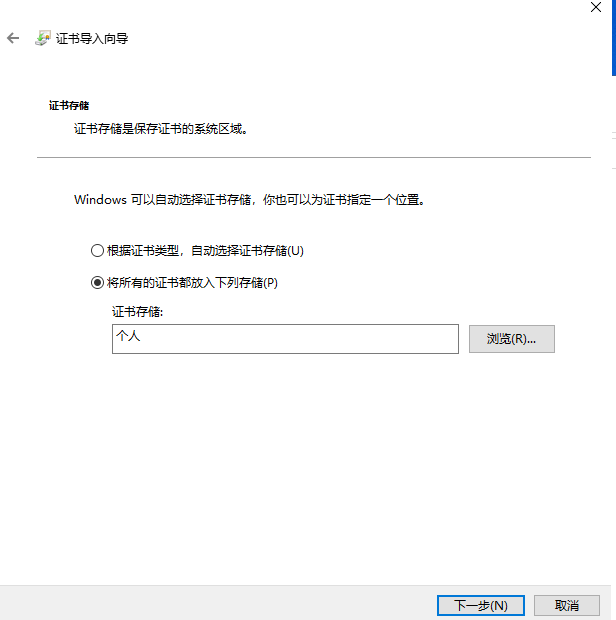 证书导入向导
证书存储
证书存储是保存证书的系统区域。
Windows 可以自动选择证书存储，你也可以为证书指定一个位置。
根据证书类型，自动选择证书存储(U)
将所有的证书都放入下列存储(P)
证书存储:
个人
浏览(R)...
下一步(N)
取消